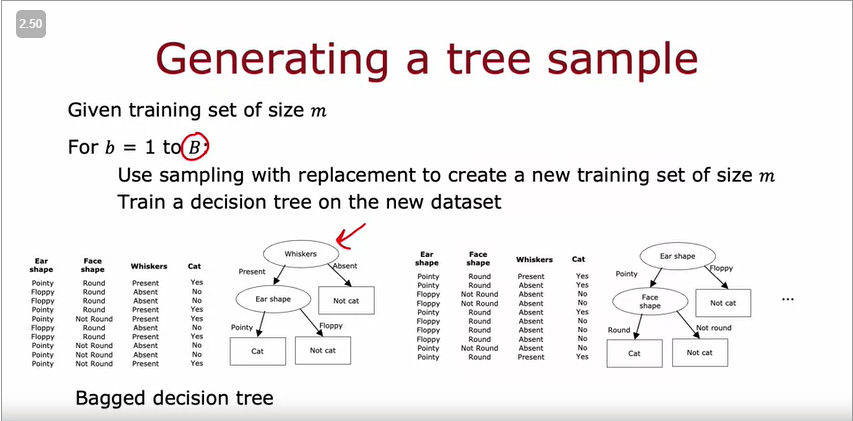 2.50
Generating a tree sample
Given training set of size m
For b = 1 to B:
Use sampling with replacement to create a new training set of size m
Train a decision tree on the new dataset
Ear shape Face shape Whiskers Cat
Pointy Round Present Yes
Floppy Round Absent No
Floppy Round Absent No
Pointy Round Present Yes
Pointy Not Round Present Yes
Floppy Round Absent No
Floppy Round Present Yes
Pointy Not Round Absent No
Pointy Not Round Absent No
Pointy Not Round Present Yes
Whiskers
Present
Absent
Ear shape
Not cat
Pointy
Floppy
Cat
Not cat
Ear shape Face shape Whiskers Cat
Pointy Round Present Yes
Pointy Round Absent Yes
Floppy Not Round Absent No
Floppy Not Round Absent No
Pointy Round Absent Yes
Floppy Round Absent No
Floppy Round Absent No
Floppy Round Absent No
Pointy Not Round Absent No
Pointy Round Present Yes
Ear shape
Pointy
Floppy
Face shape
Not cat
Round
Not round
Cat
Not cat
...
Bagged decision tree